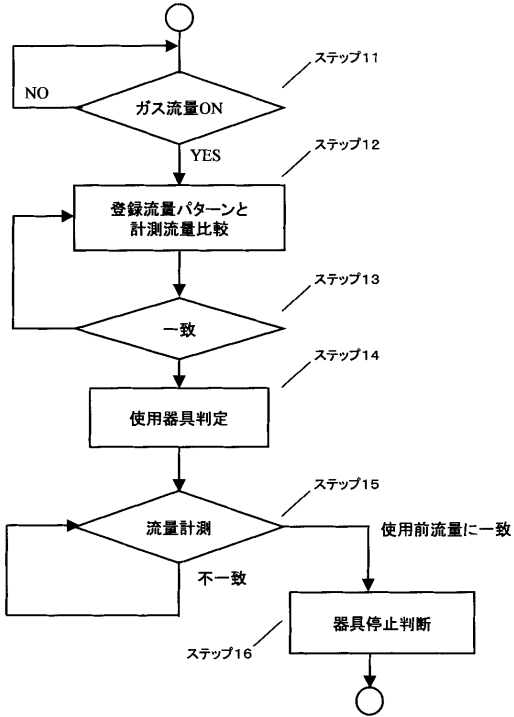 ステップ11
ガス流量ON
NO
YES
ステップ12
登録流量パターンと
計測流量比較
ステップ13
一致
ステップ14
使用器具判定
ステップ15
流量計測
使用前流量に一致
不一致
器具停止判断
ステップ16